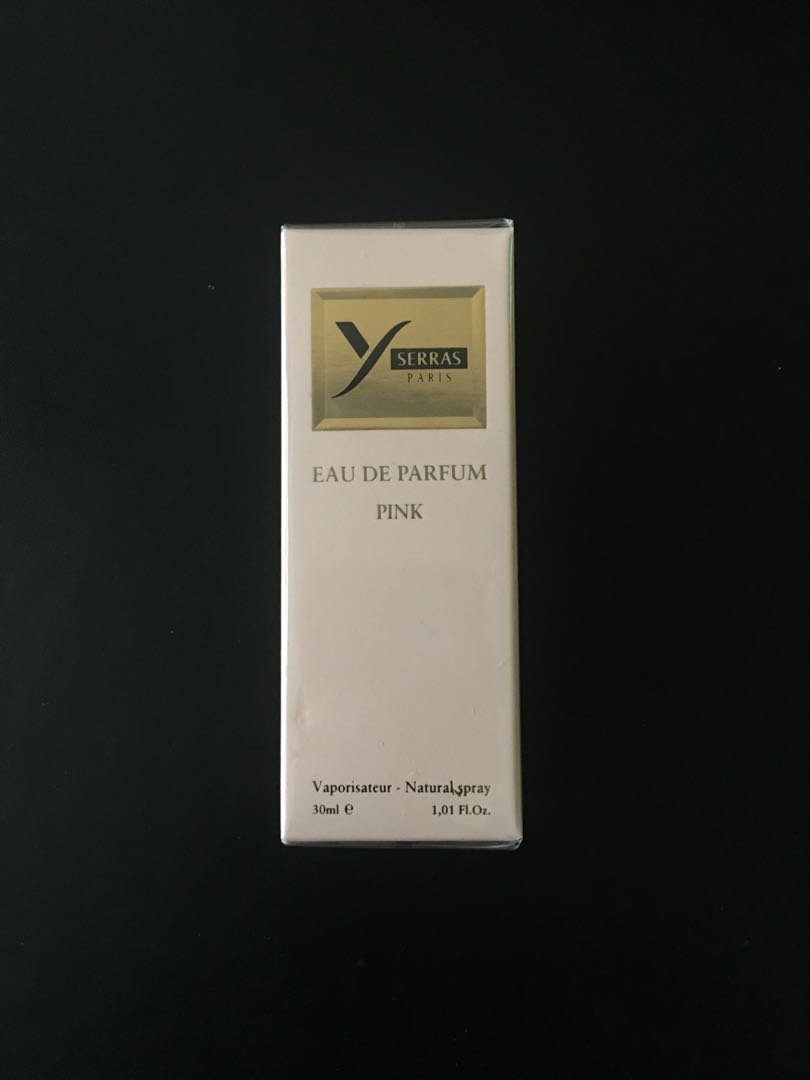 Y SERRAS
PARIS
EAU DE PARFUM
PINK
Vaporisateur - Natural spray
30ml ℮
1,01 Fl.Oz.